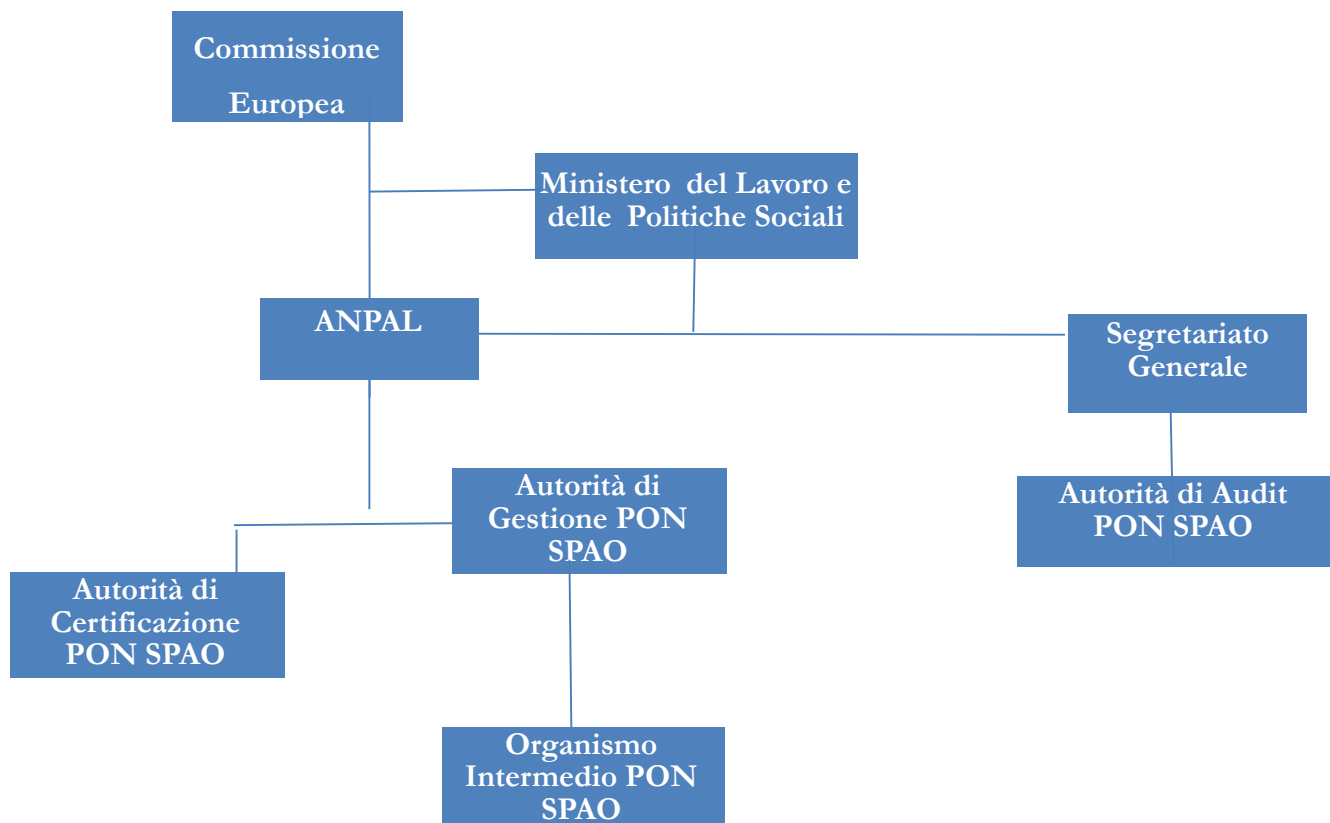 Commissione
Europea
Ministero del Lavoro e
delle Politiche Sociali
ANPAL
Segretariato
Generale
Autorità di
Gestione PON
SPAO
Autorità di Audit
PON SPAO
Autorità di
Certificazione
PON SPAO
Organismo
Intermedio PON
SPAO